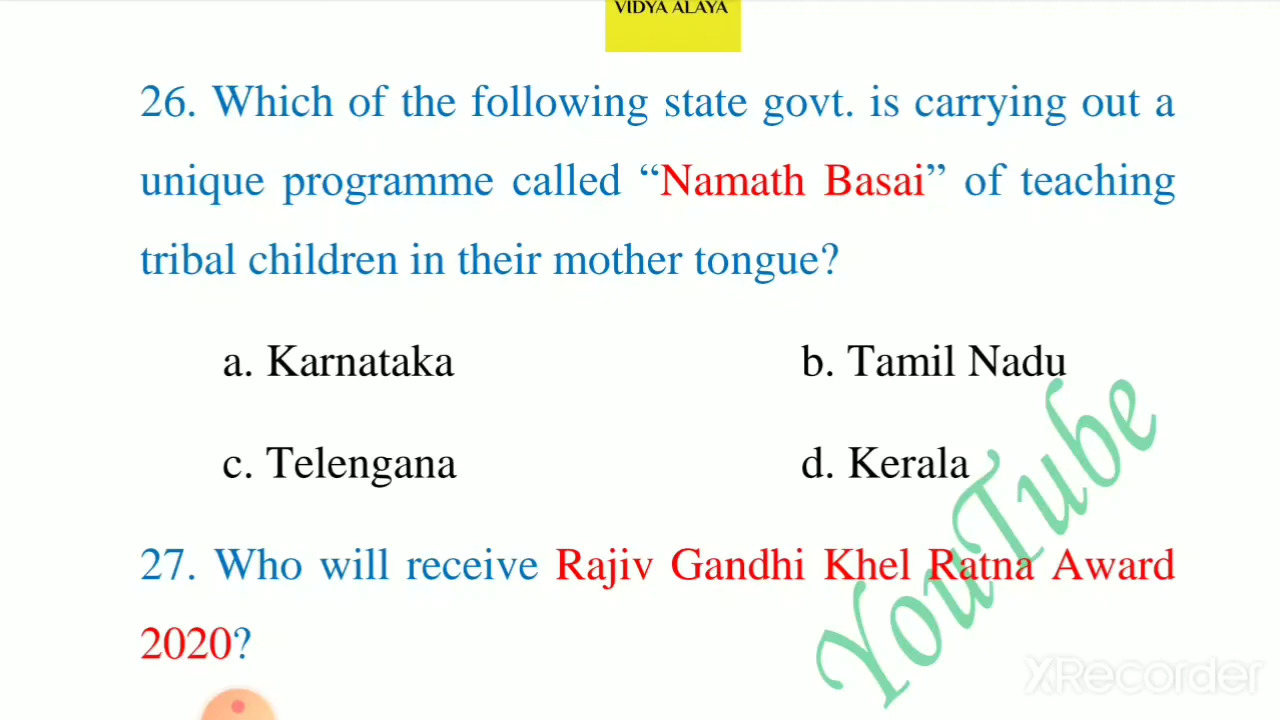 VIDYA ALAYA
26. Which of the following state govt. is carrying out a
unique programme called “Namath Basai” of teaching
tribal children in their mother tongue?
a. Karnataka b. Tamil Nadu
c. Telengana d. Kerala
27. Who will receive Rajiv Gandhi Khel Ratna Award
2020?
YouTube
XRecorder